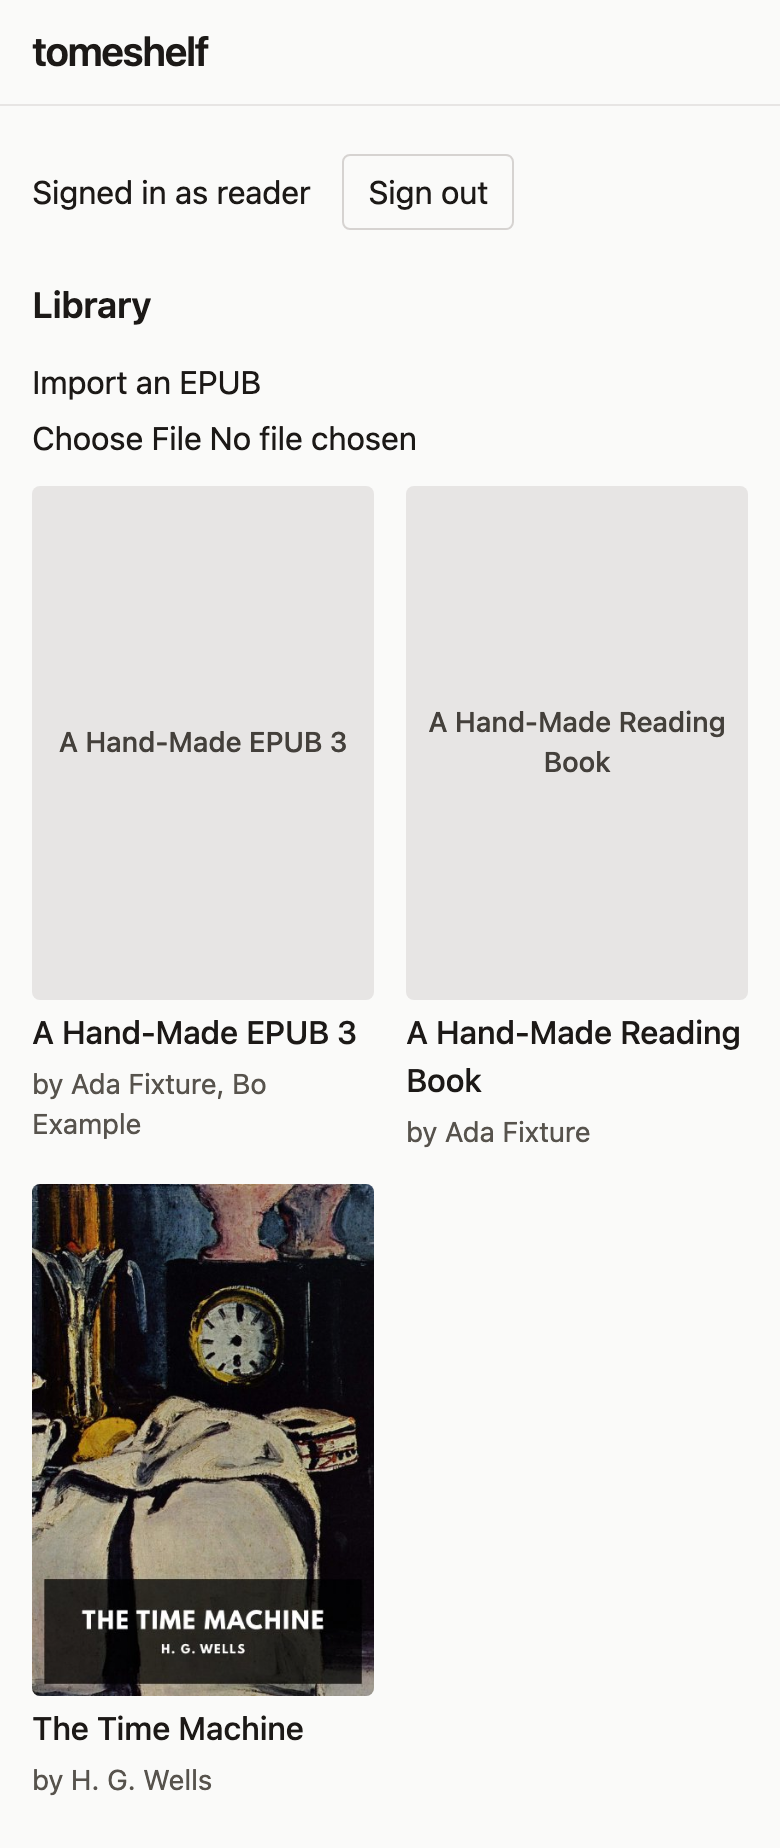 tomeshelf
Signed in as reader
Sign out
Library
Import an EPUB
Choose File No file chosen
A Hand-Made EPUB 3
A Hand-Made Reading
Book
A Hand-Made EPUB 3
by Ada Fixture, Bo
Example
A Hand-Made Reading
Book
by Ada Fixture
THE TIME MACHINE
H. G. WELLS
The Time Machine
by H. G. Wells